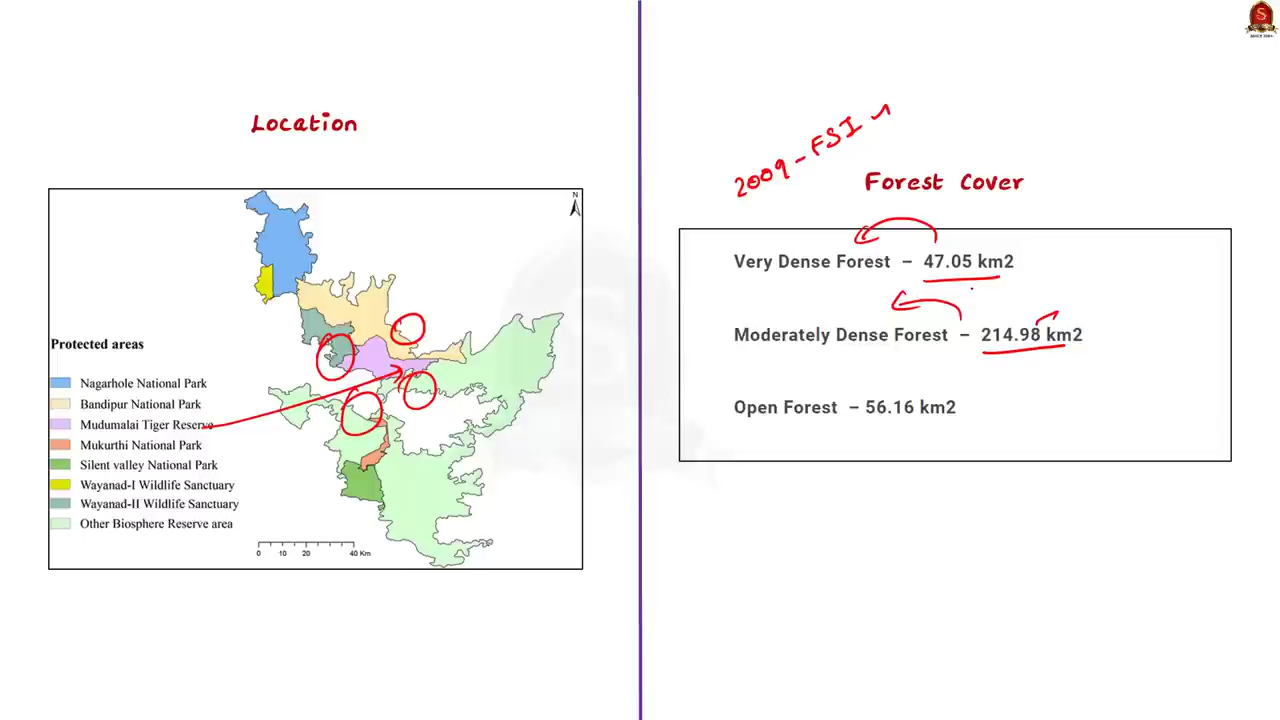 Location
N
Protected areas
Nagarhole National Park
Bandipur National Park
Mudumalai Tiger Reserve
Mukurthi National Park
Silent valley National Park
Wayanad-I Wildlife Sanctuary
Wayanad-II Wildlife Sanctuary
Other Biosphere Reserve area
0 10 20 40 Km
2009 - FSI
Forest Cover
Very Dense Forest – 47.05 km2
Moderately Dense Forest – 214.98 km2
Open Forest – 56.16 km2
S